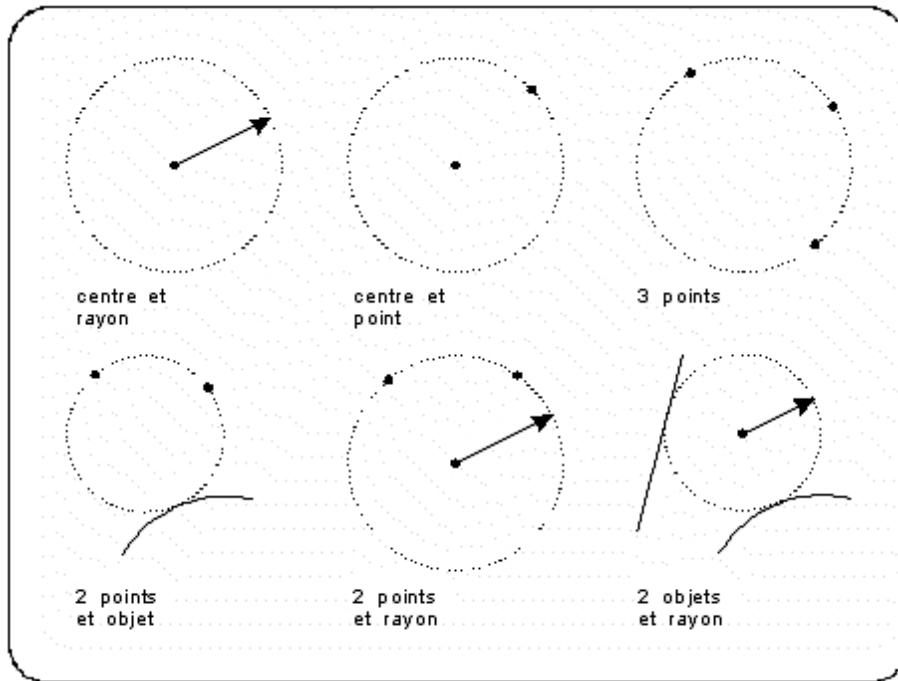 centre et
rayon
centre et
point
3 points
2 points
et objet
2 points
et rayon
2 objets
et rayon